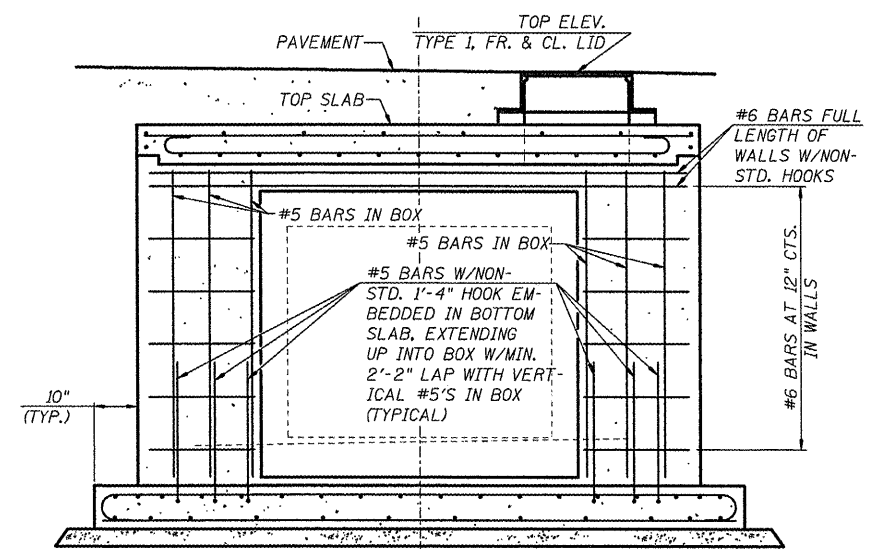 TOP ELEV.
TYPE 1, FR. & CL. LID
PAVEMENT
TOP SLAB
#6 BARS FULL
LENGTH OF
WALLS W/NON-
STD. HOOKS
#5 BARS IN BOX
#5 BARS IN BOX
#5 BARS W/NON-
STD. 1'-4" HOOK EM-
BEDDED IN BOTTOM
SLAB, EXTENDING
UP INTO BOX W/MIN.
2'-2" LAP WITH VERT-
ICAL #5'S IN BOX
(TYPICAL)
10"
(TYP.)
#6 BARS AT 12" CTS.
IN WALLS